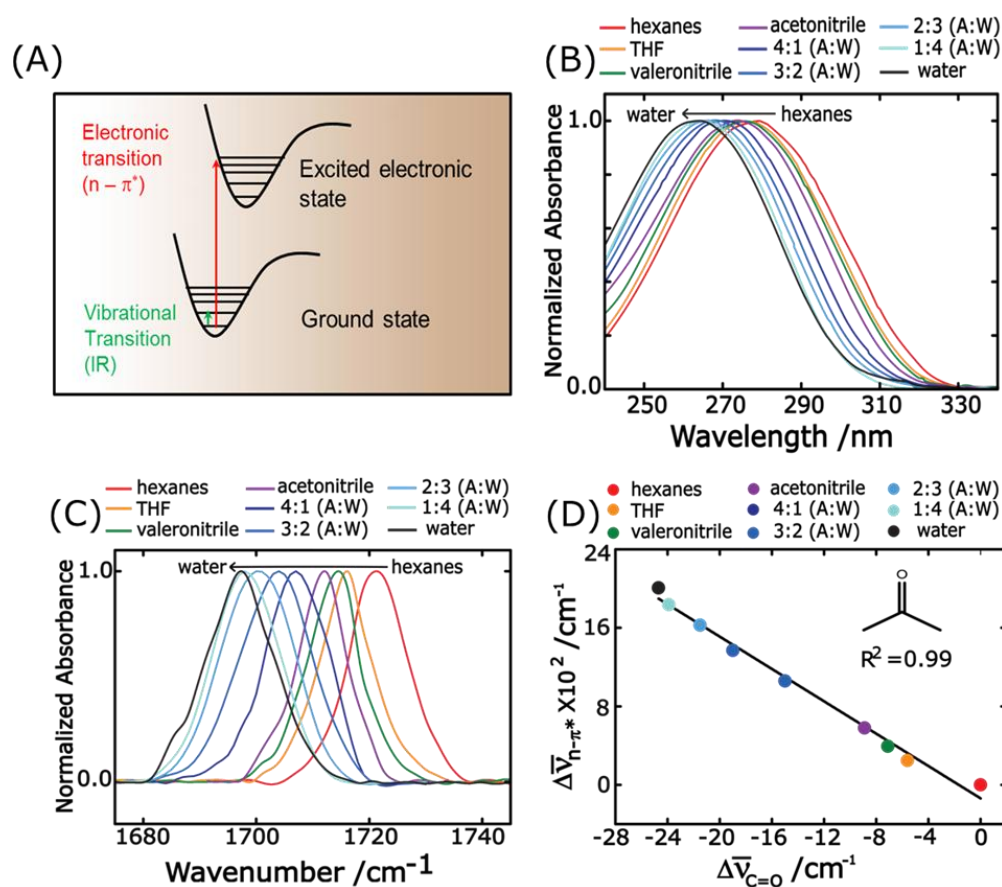 (A)
Electronic
transition
(n – π*)
Excited electronic
state
Vibrational
Transition
(IR)
Ground state
(B)
hexanes
THF
valeronitrile
acetonitrile
4:1 (A:W)
3:2 (A:W)
2:3 (A:W)
1:4 (A:W)
water
water
hexanes
1.0
0.0
Normalized Absorbance
250
270
290
310
330
Wavelength /nm
(C)
hexanes
THF
valeronitrile
acetonitrile
4:1 (A:W)
3:2 (A:W)
2:3 (A:W)
1:4 (A:W)
water
water
hexanes
1.0
0.0
Normalized Absorbance
1680
1700
1720
1740
Wavenumber /cm⁻¹
(D)
hexanes
THF
valeronitrile
acetonitrile
4:1 (A:W)
3:2 (A:W)
2:3 (A:W)
1:4 (A:W)
water
24
16
8
0
Δν̅n-π* X10² /cm⁻¹
O
R² = 0.99
-28
-24
-20
-16
-12
-8
-4
0
Δν̅C=O /cm⁻¹